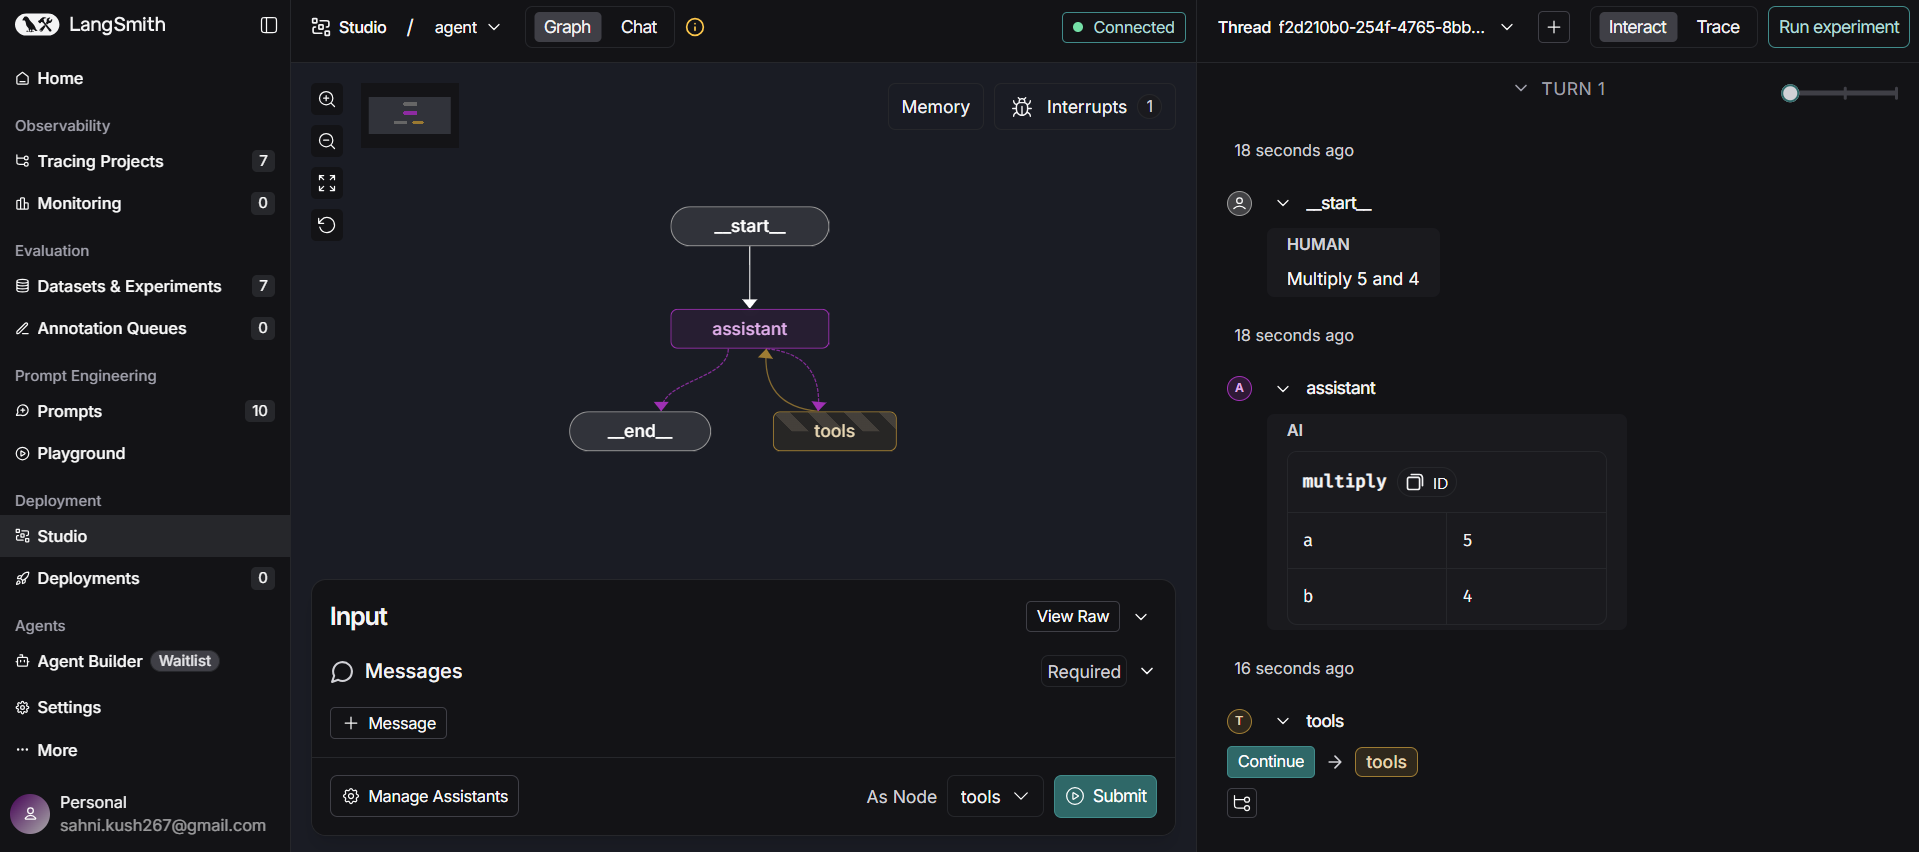 LangSmith
Home
Observability
Tracing Projects 7
Monitoring 0
Evaluation
Datasets & Experiments 7
Annotation Queues 0
Prompt Engineering
Prompts 10
Playground
Deployment
Studio
Deployments 0
Agents
Agent Builder Waitlist
Settings
More
Personal
sahni.kush267@gmail.com
Studio / agent
Graph Chat
Connected
Memory
Interrupts 1
__start__
assistant
__end__
tools
Input
View Raw
Messages
Required
+ Message
Manage Assistants
As Node tools
Submit
Thread f2d210b0-254f-4765-8bb...
+
Interact Trace
Run experiment
TURN 1
18 seconds ago
__start__
HUMAN
Multiply 5 and 4
18 seconds ago
A assistant
AI
multiply ID
a 5
b 4
16 seconds ago
T tools
Continue → tools